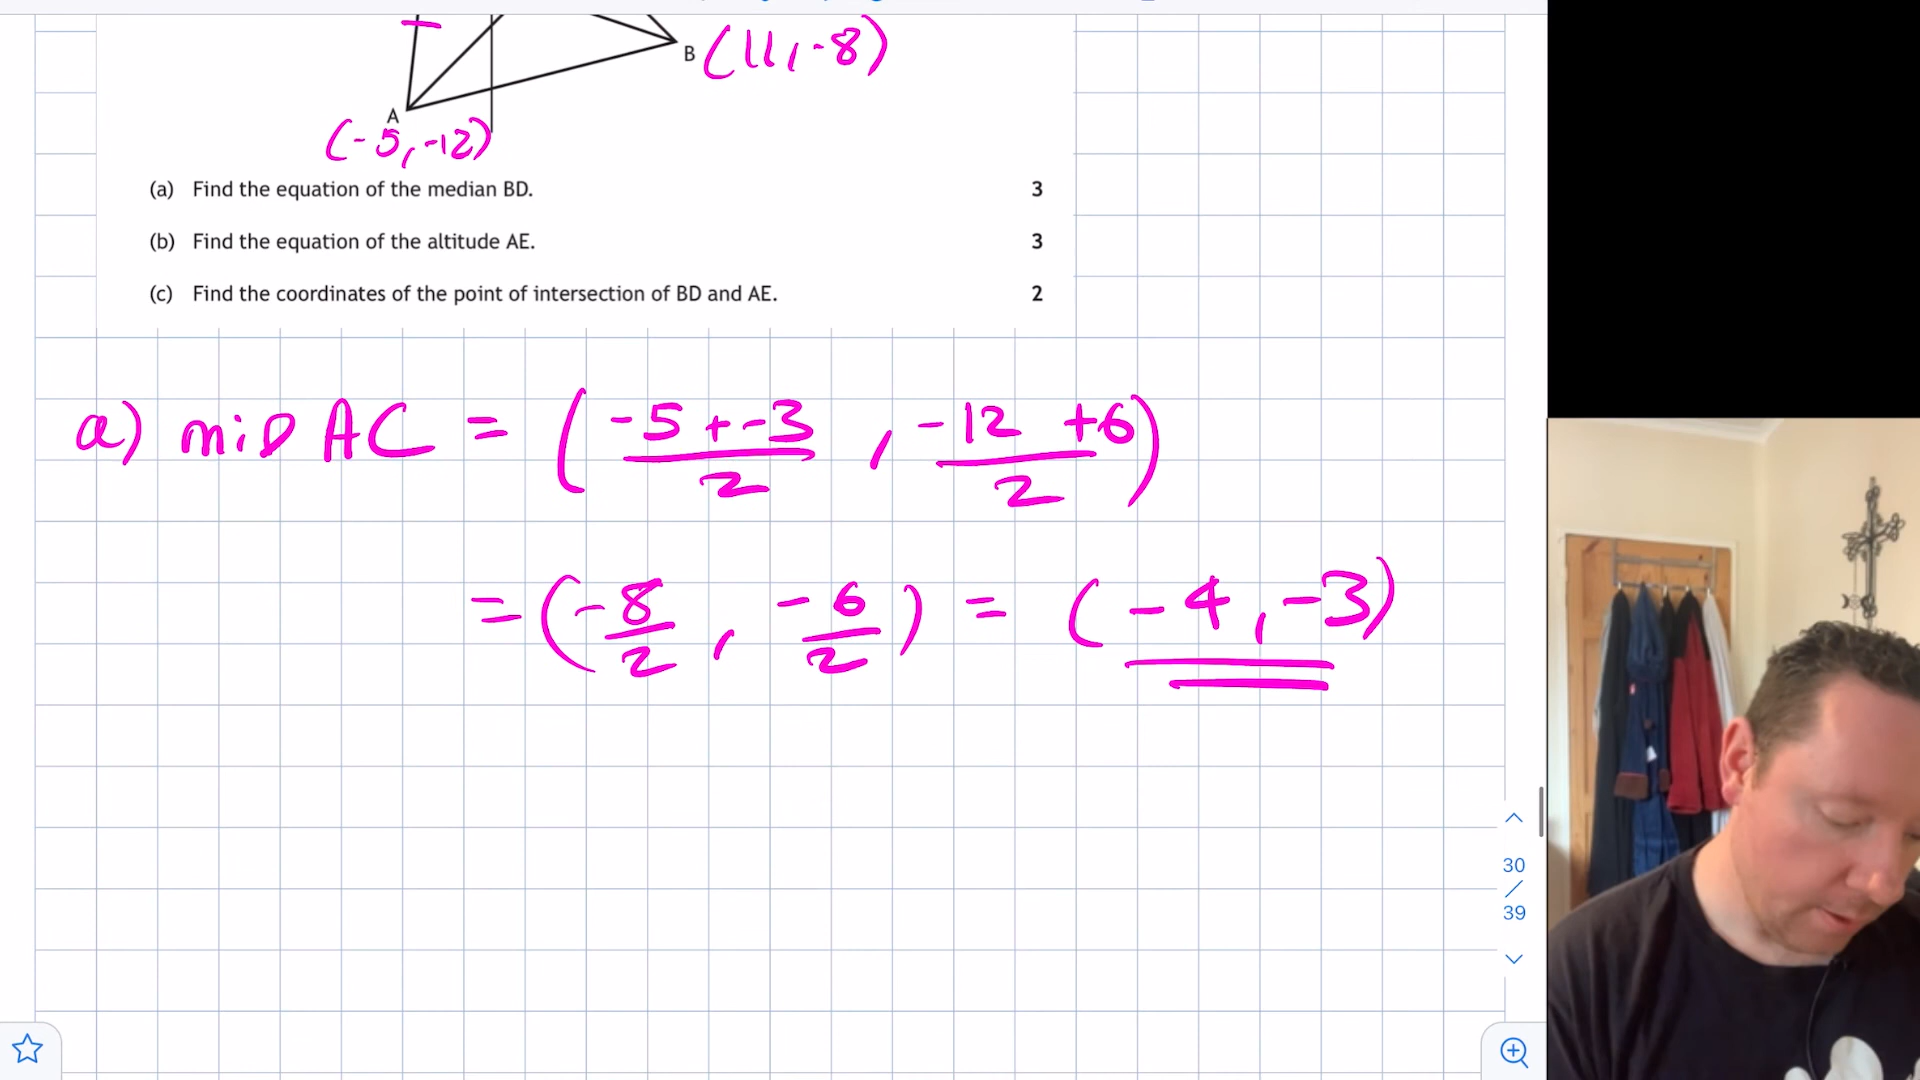 B (11, -8)
A
(-5, -12)
(a) Find the equation of the median BD. 3
(b) Find the equation of the altitude AE. 3
(c) Find the coordinates of the point of intersection of BD and AE. 2
a) mid AC = (-5 + -3 / 2 , -12 + 6 / 2)
= (-8/2 , -6/2) = (-4, -3)
30
/
39